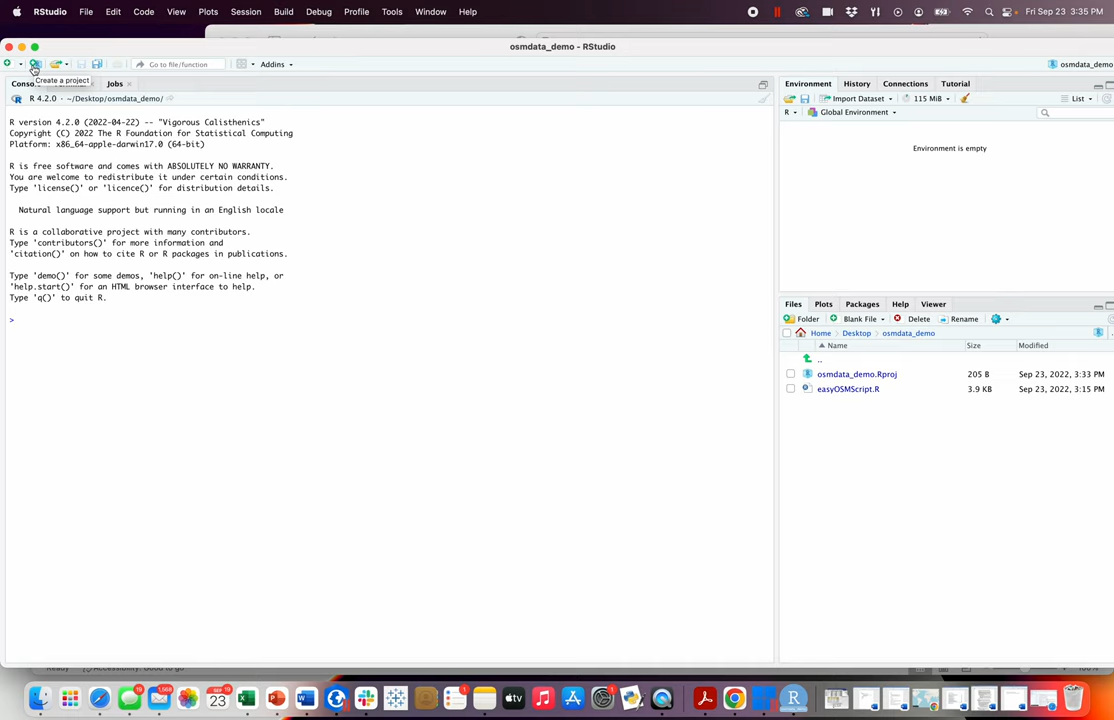 RStudio File Edit Code View Plots Session Build Debug Profile Tools Window Help Fri Sep 23 3:35 PM
osmdata_demo - RStudio
Go to file/function Addins osmdata_demo
Create a project
Jobs
R 4.2.0 · ~/Desktop/osmdata_demo/
R version 4.2.0 (2022-04-22) -- "Vigorous Calisthenics"
Copyright (C) 2022 The R Foundation for Statistical Computing
Platform: x86_64-apple-darwin17.0 (64-bit)
R is free software and comes with ABSOLUTELY NO WARRANTY.
You are welcome to redistribute it under certain conditions.
Type 'license()' or 'licence()' for distribution details.
Natural language support but running in an English locale
R is a collaborative project with many contributors.
Type 'contributors()' for more information and
'citation()' on how to cite R or R packages in publications.
Type 'demo()' for some demos, 'help()' for on-line help, or
'help.start()' for an HTML browser interface to help.
Type 'q()' to quit R.
>
Environment History Connections Tutorial
Import Dataset 115 MiB List
R Global Environment
Environment is empty
Files Plots Packages Help Viewer
Folder Blank File Delete Rename
Home Desktop osmdata_demo
Name Size Modified
..
osmdata_demo.Rproj 205 B Sep 23, 2022, 3:33 PM
easyOSMScript.R 3.9 KB Sep 23, 2022, 3:15 PM